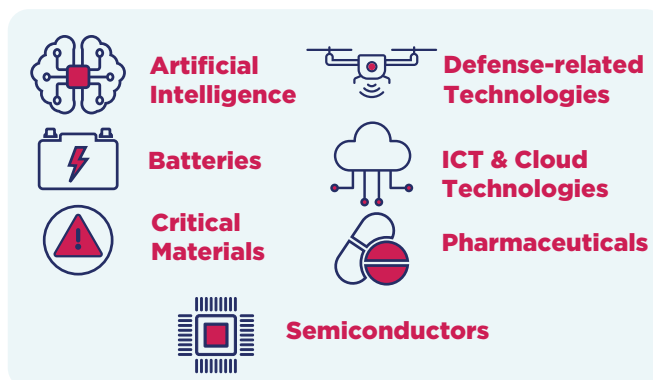 Artificial
Intelligence
Defense-related
Technologies
Batteries
ICT & Cloud
Technologies
Critical
Materials
Pharmaceuticals
Semiconductors